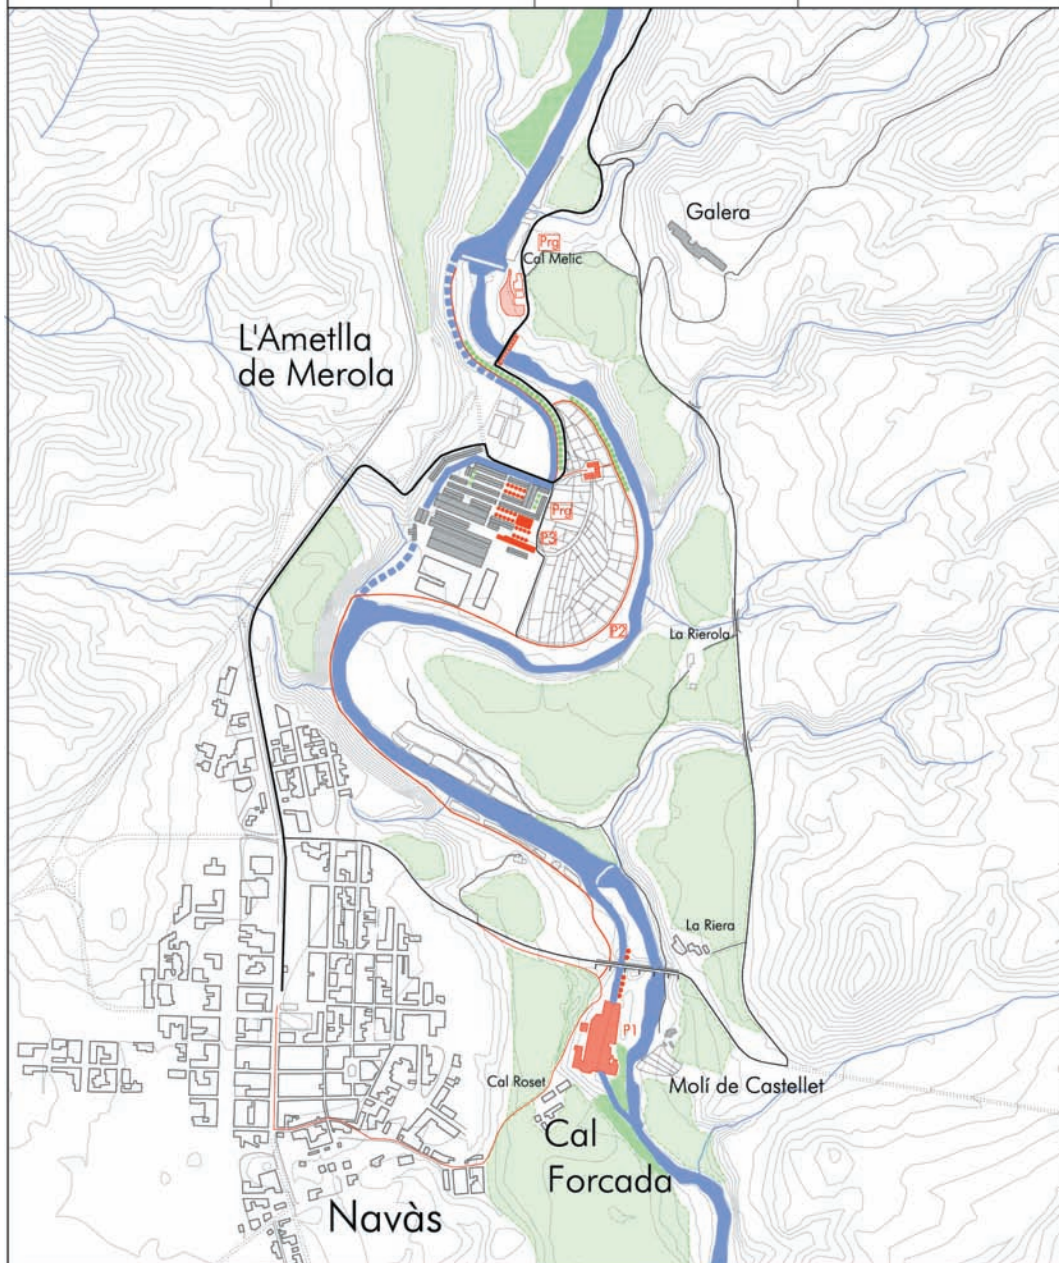 Galera
Prg
Cal Melic
L'Ametlla
de Merola
Prg
P3
P2
La Rierola
La Riera
P1
Cal Roset
Molí de Castellet
Cal
Forcada
Navàs